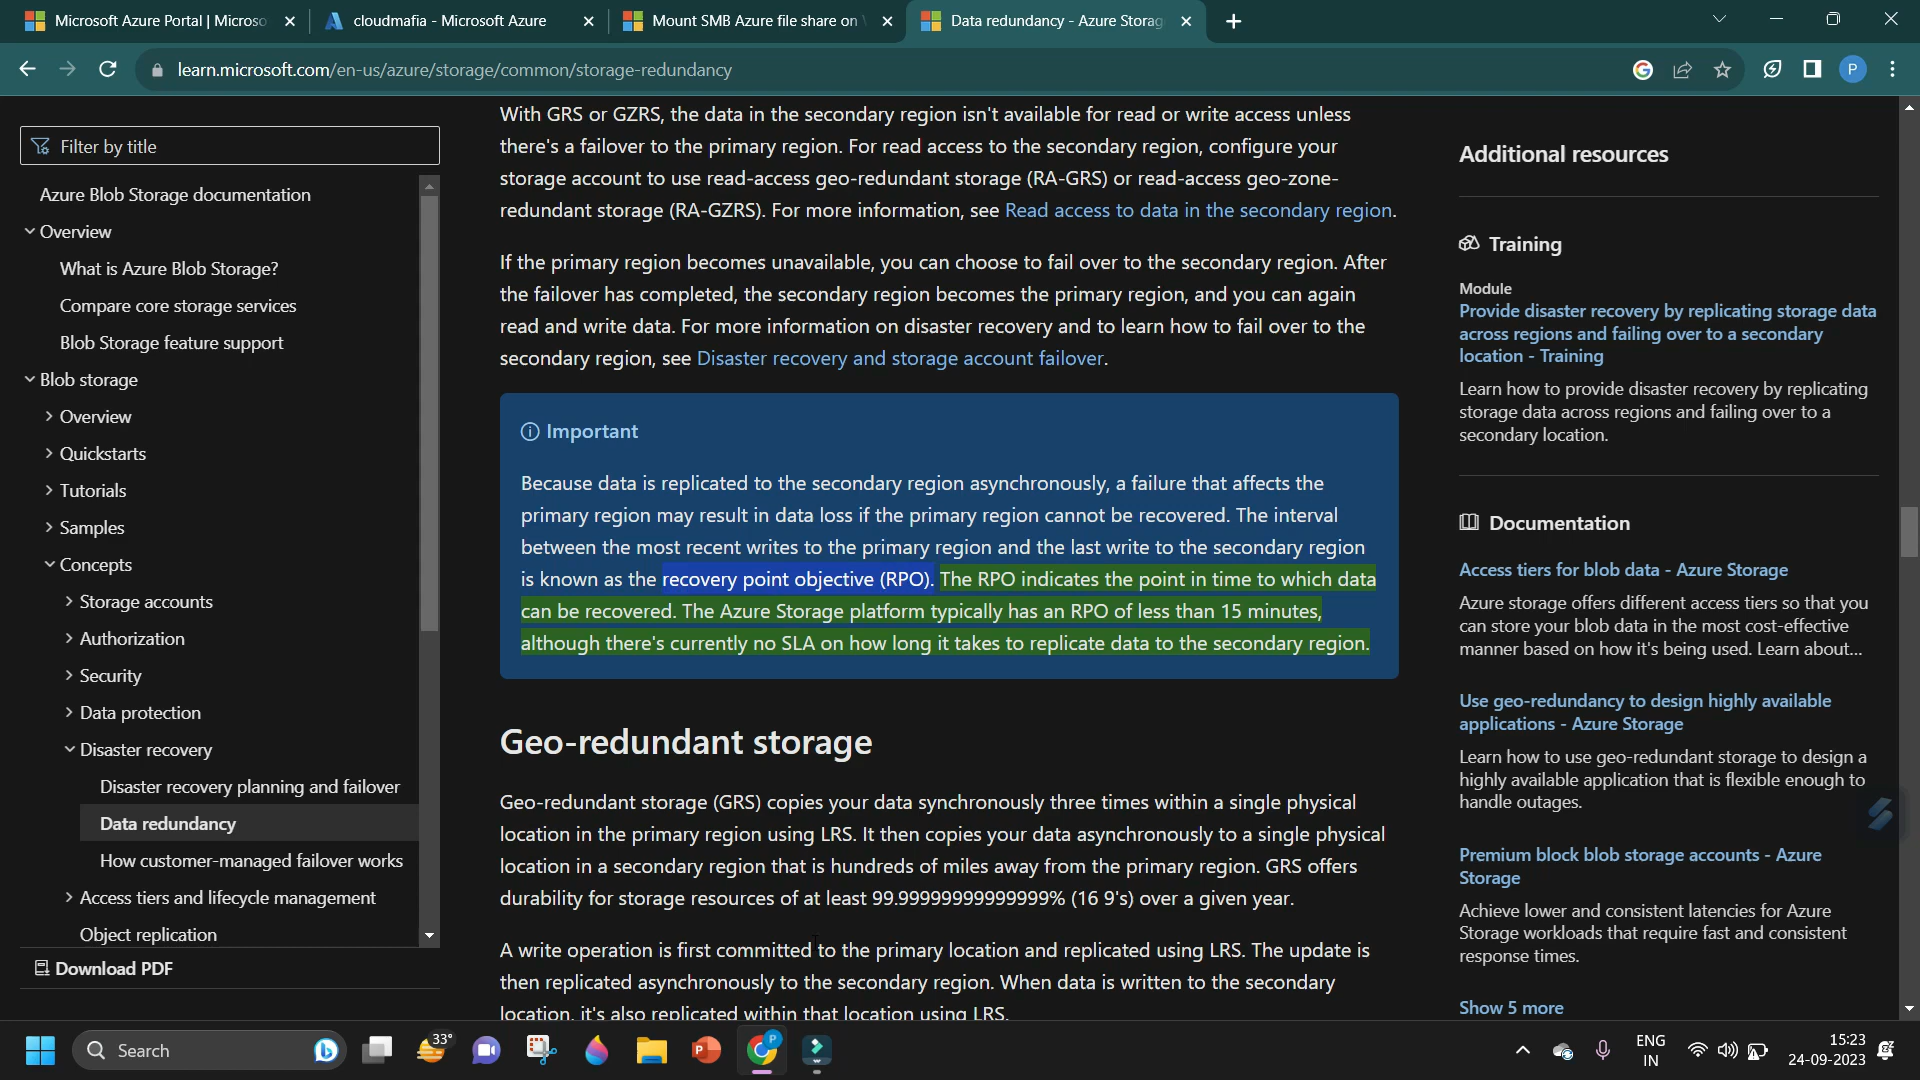 Microsoft Azure Portal | Microso
cloudmafia - Microsoft Azure
Mount SMB Azure file share on
Data redundancy - Azure Storag
learn.microsoft.com/en-us/azure/storage/common/storage-redundancy
P
Filter by title
Azure Blob Storage documentation
Overview
What is Azure Blob Storage?
Compare core storage services
Blob Storage feature support
Blob storage
Overview
Quickstarts
Tutorials
Samples
Concepts
Storage accounts
Authorization
Security
Data protection
Disaster recovery
Disaster recovery planning and failover
Data redundancy
How customer-managed failover works
Access tiers and lifecycle management
Object replication
Download PDF
With GRS or GZRS, the data in the secondary region isn't available for read or write access unless
there's a failover to the primary region. For read access to the secondary region, configure your
storage account to use read-access geo-redundant storage (RA-GRS) or read-access geo-zone-
redundant storage (RA-GZRS). For more information, see Read access to data in the secondary region.
If the primary region becomes unavailable, you can choose to fail over to the secondary region. After
the failover has completed, the secondary region becomes the primary region, and you can again
read and write data. For more information on disaster recovery and to learn how to fail over to the
secondary region, see Disaster recovery and storage account failover.
Important
Because data is replicated to the secondary region asynchronously, a failure that affects the
primary region may result in data loss if the primary region cannot be recovered. The interval
between the most recent writes to the primary region and the last write to the secondary region
is known as the recovery point objective (RPO). The RPO indicates the point in time to which data
can be recovered. The Azure Storage platform typically has an RPO of less than 15 minutes,
although there's currently no SLA on how long it takes to replicate data to the secondary region.
Geo-redundant storage
Geo-redundant storage (GRS) copies your data synchronously three times within a single physical
location in the primary region using LRS. It then copies your data asynchronously to a single physical
location in a secondary region that is hundreds of miles away from the primary region. GRS offers
durability for storage resources of at least 99.99999999999999% (16 9's) over a given year.
A write operation is first committed to the primary location and replicated using LRS. The update is
then replicated asynchronously to the secondary region. When data is written to the secondary
location, it's also replicated within that location using LRS.
Additional resources
Training
Module
Provide disaster recovery by replicating storage data
across regions and failing over to a secondary
location - Training
Learn how to provide disaster recovery by replicating
storage data across regions and failing over to a
secondary location.
Documentation
Access tiers for blob data - Azure Storage
Azure storage offers different access tiers so that you
can store your blob data in the most cost-effective
manner based on how it's being used. Learn about...
Use geo-redundancy to design highly available
applications - Azure Storage
Learn how to use geo-redundant storage to design a
highly available application that is flexible enough to
handle outages.
Premium block blob storage accounts - Azure
Storage
Achieve lower and consistent latencies for Azure
Storage workloads that require fast and consistent
response times.
Show 5 more
Search
33°
P
ENG
IN
15:23
24-09-2023